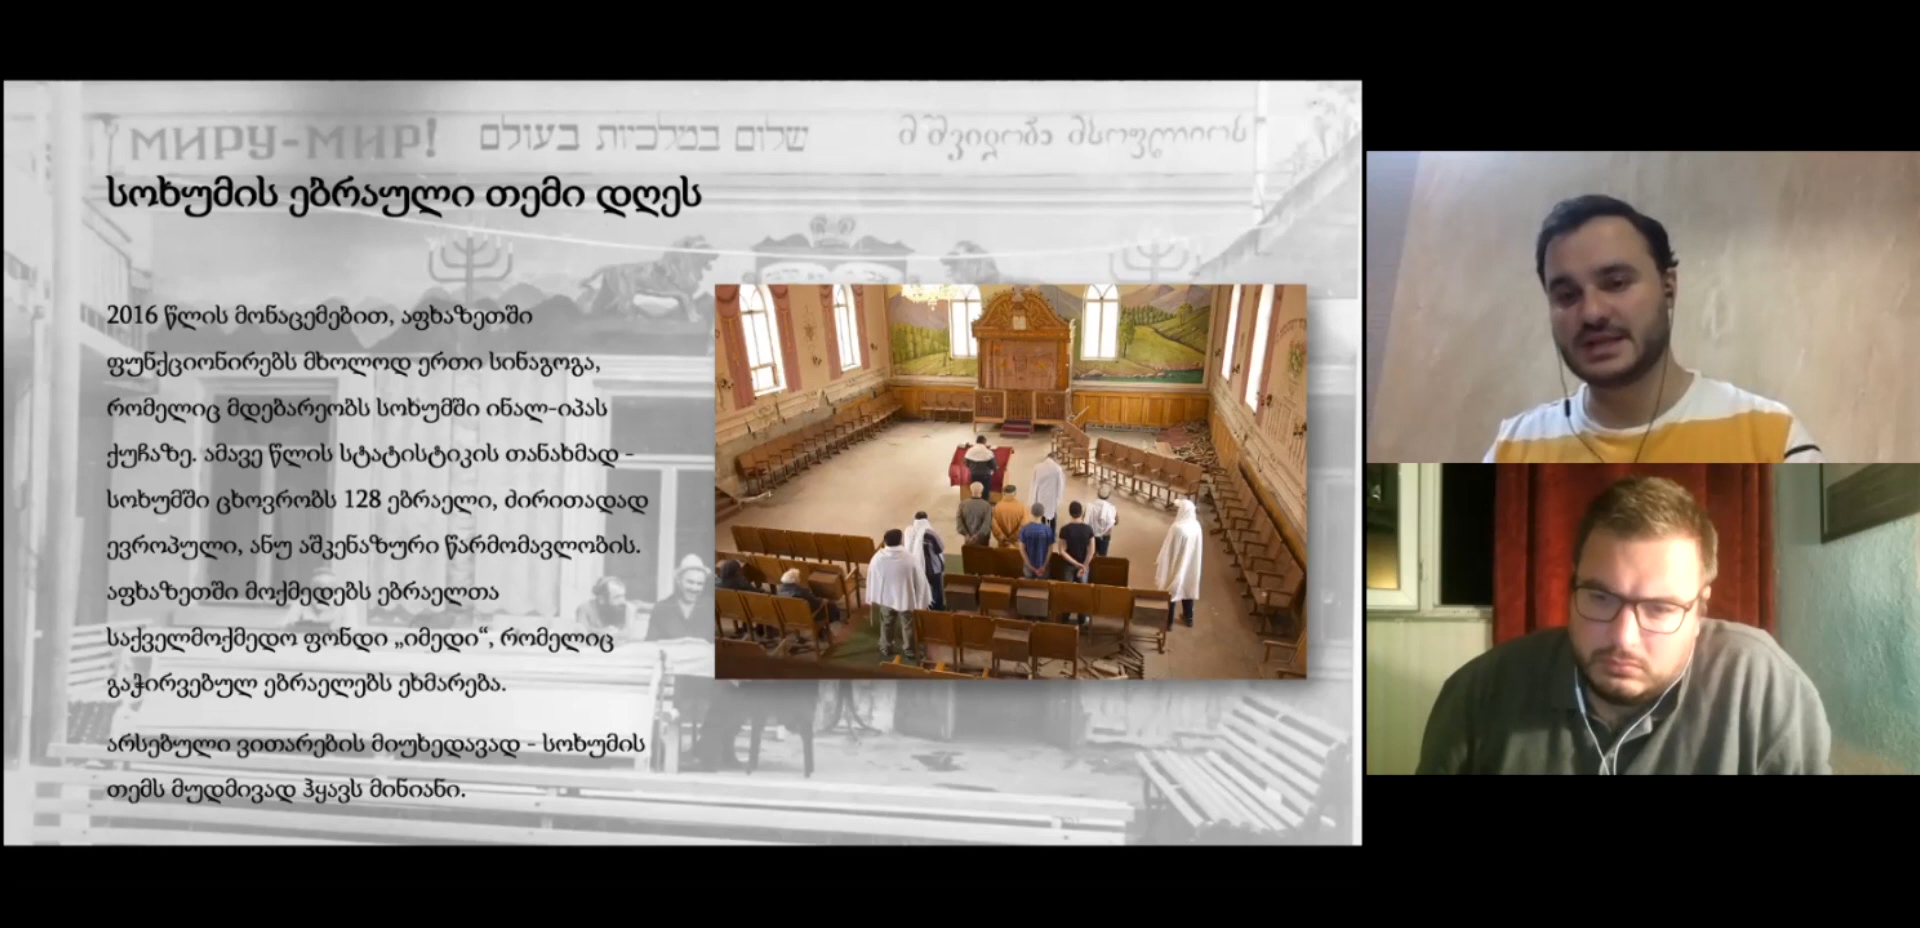 МИРУ-МИР! שלום במלכיות בעולם მშვიდობა მსოფლიოს
სოხუმის ებრაული თემი დღეს
2016 წლის მონაცემებით, აფხაზეთში
ფუნქციონირებს მხოლოდ ერთი სინაგოგა,
რომელიც მდებარეობს სოხუმში ინალ-იპას
ქუჩაზე. ამავე წლის სტატისტიკის თანახმად -
სოხუმში ცხოვრობს 128 ებრაელი, ძირითადად
ევროპული, ანუ აშკენაზური წარმომავლობის.
აფხაზეთში მოქმედებს ებრაელთა
საქველმოქმედო ფონდი „იმედი“, რომელიც
გაჭირვებულ ებრაელებს ეხმარება.
არსებული ვითარების მიუხედავად - სოხუმის
თემს მუდმივად ჰყავს მინიანი.